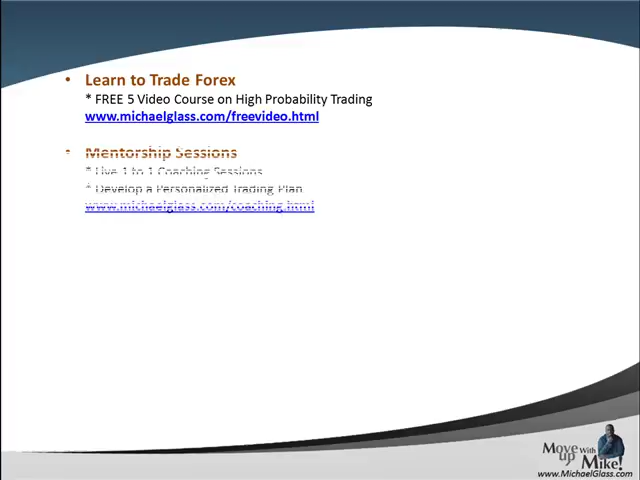 • Learn to Trade Forex
* FREE 5 Video Course on High Probability Trading
www.michaelglass.com/freevideo.html
• Mentorship Sessions
* Live 1 to 1 Coaching Sessions
* Develop a Personalized Trading Plan
www.michaelglass.com/coaching.html
Move up With Mike!
www.MichaelGlass.com